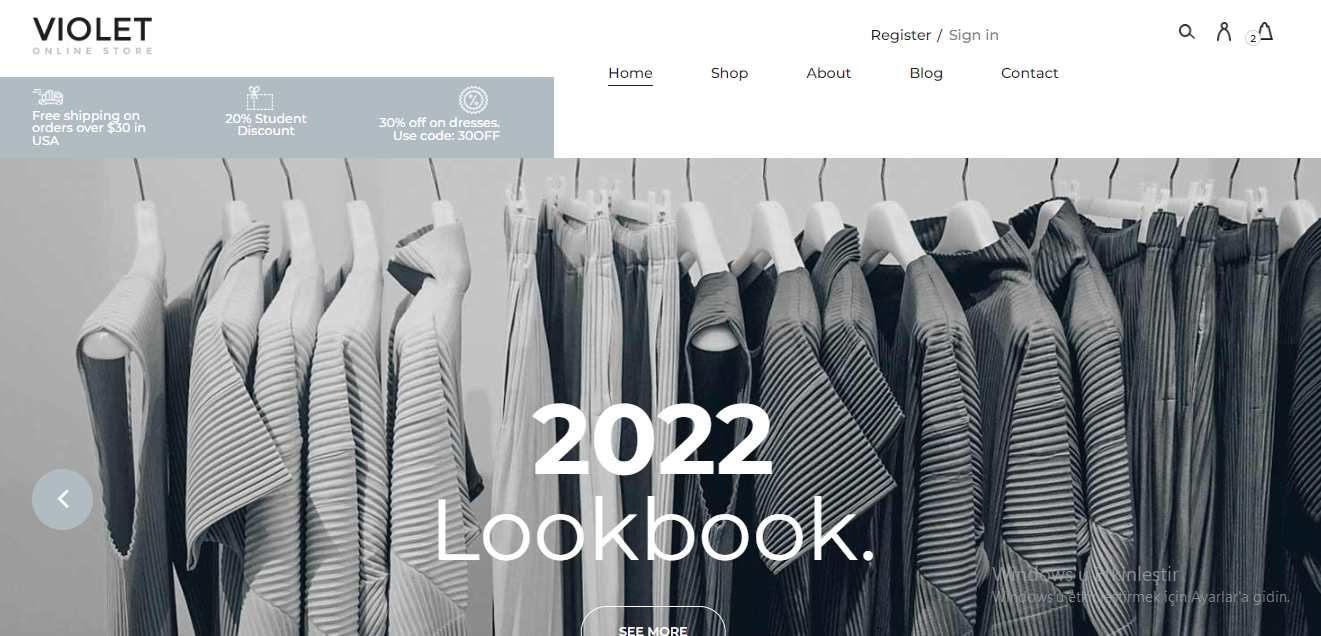 VIOLET
ONLINE STORE
Register / Sign in
2
Home Shop About Blog Contact
Free shipping on
orders over $30 in
USA
20% Student
Discount
30% off on dresses.
Use code: 30OFF
2022
Lookbook.
SEE MORE
Windows'u Etkinleştir
Windows'u etkinleştirmek için Ayarlar'a gidin.